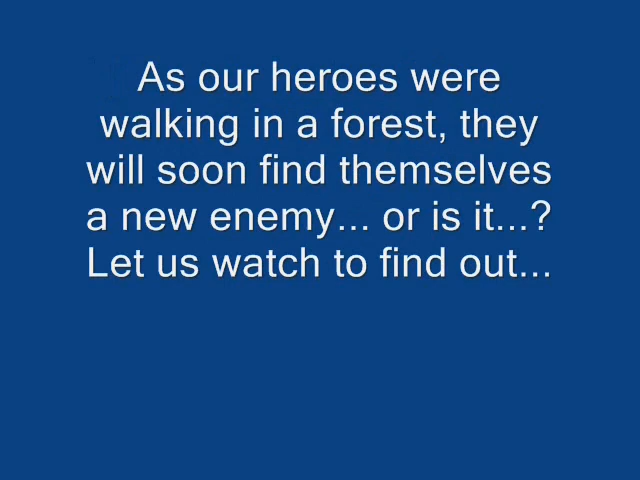 As our heroes were
walking in a forest, they
will soon find themselves
a new enemy... or is it...?
Let us watch to find out...